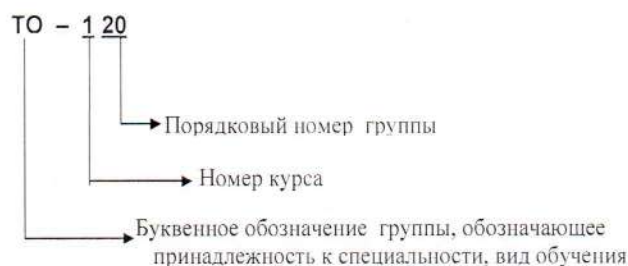 ТО – 1 20
Порядковый номер группы
Номер курса
Буквенное обозначение группы, обозначающее
принадлежность к специальности, вид обучения